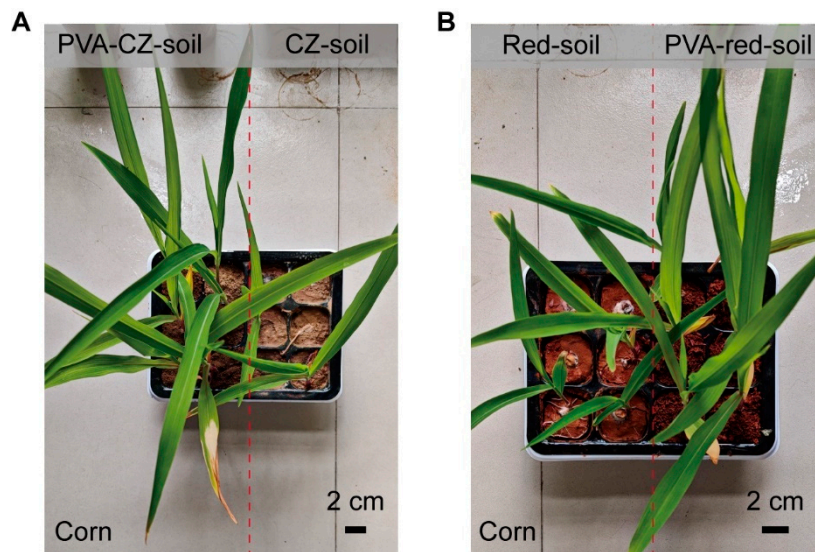 A
PVA-CZ-soil
CZ-soil
Corn
2 cm
B
Red-soil
PVA-red-soil
Corn
2 cm